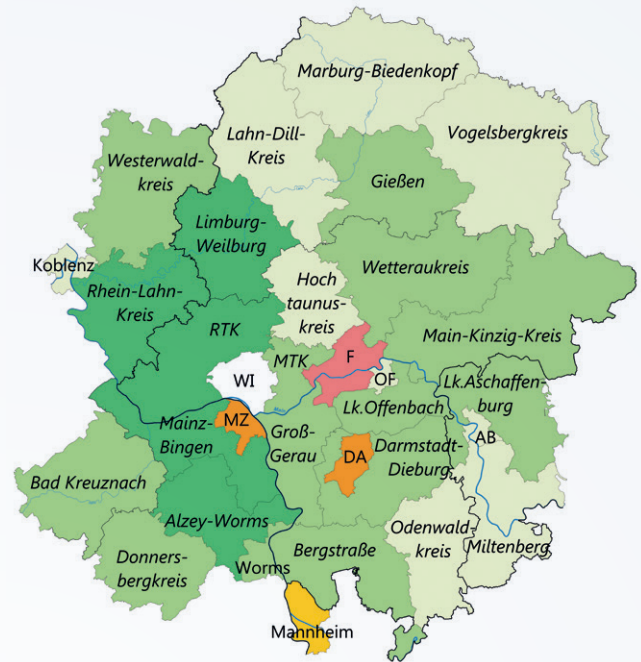 Marburg-Biedenkopf
Lahn-Dill-
Kreis
Vogelsbergkreis
Westerwald-
kreis
Gießen
Limburg-
Weilburg
Koblenz
Rhein-Lahn-
Kreis
Wetteraukreis
Hoch
taunus-
kreis
RTK
Main-Kinzig-Kreis
MTK
F
WI
OF
Lk.Aschaffen-
burg
Lk.Offenbach
MZ
Mainz-
Bingen
Groß-
Gerau
DA
Darmstadt-
Dieburg
AB
Bad Kreuznach
Alzey-Worms
Odenwald
kreis
Miltenberg
Donners-
bergkreis
Worms
Bergstraße
Mannheim